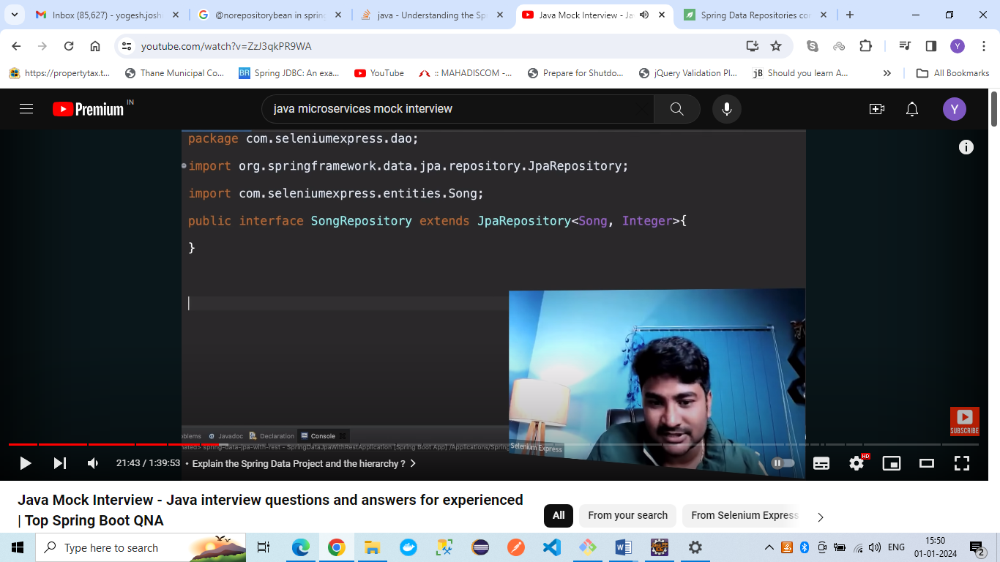 Inbox (85,627) - yogesh.joshi
@norepositorybean in spring
java - Understanding the Sp
Java Mock Interview - Ja
Spring Data Repositories co
youtube.com/watch?v=ZzJ3qkPR9WA
https://propertytax.t...
Thane Municipal Co...
BR Spring JDBC: An exa...
YouTube
:: MAHADISCOM -...
Prepare for Shutdo...
jQuery Validation Pl...
jB Should you learn A...
All Bookmarks
Premium IN
java microservices mock interview
Y
package com.seleniumexpress.dao;
import org.springframework.data.jpa.repository.JpaRepository;
import com.seleniumexpress.entities.Song;
public interface SongRepository extends JpaRepository<Song, Integer>{
}
oblems @ Javadoc Declaration Console
nated> spring-data-jpa-with-rest - SpringDataJpaWithRestApplication [Spring Boot App] /Applications/Spring
Selenium Express
SUBSCRIBE
21:43 / 1:39:53 • Explain the Spring Data Project and the hierarchy ?
HD
Java Mock Interview - Java interview questions and answers for experienced
| Top Spring Boot QNA
All
From your search
From Selenium Express
Type here to search
ENG
15:50
01-01-2024
2